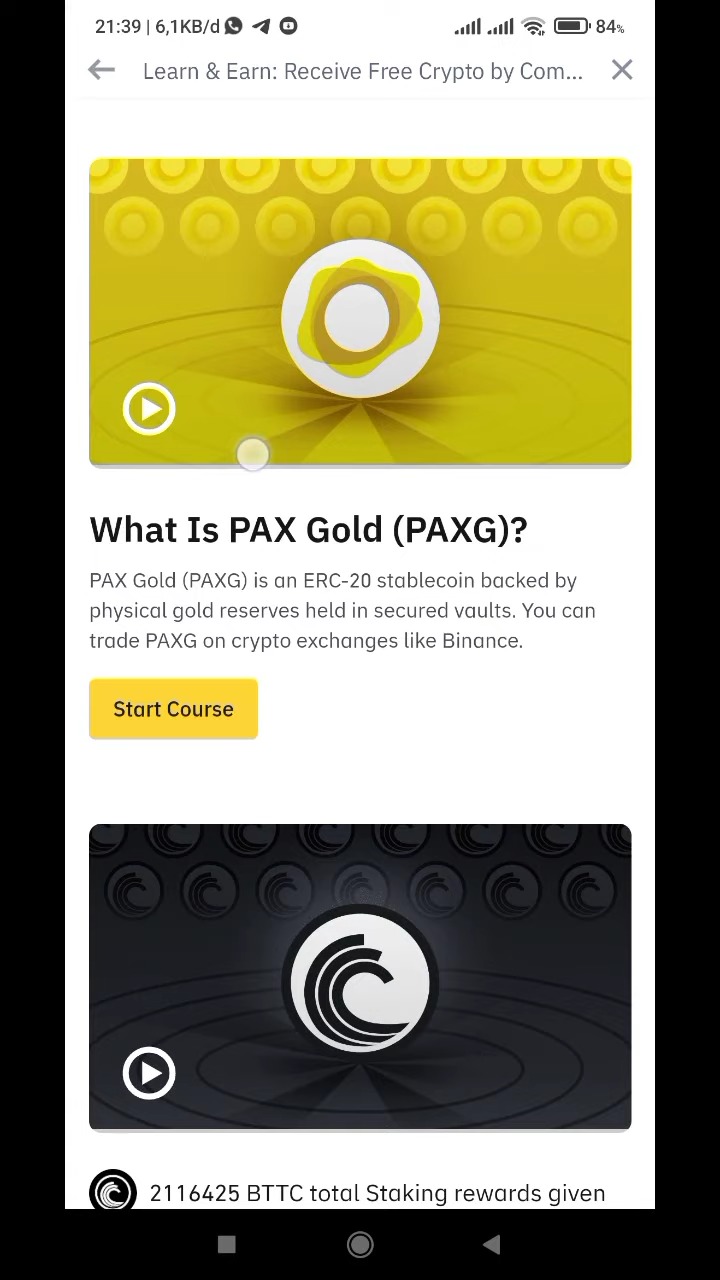 21:39 | 6,1KB/d
84%
Learn & Earn: Receive Free Crypto by Com...
What Is PAX Gold (PAXG)?
PAX Gold (PAXG) is an ERC-20 stablecoin backed by
physical gold reserves held in secured vaults. You can
trade PAXG on crypto exchanges like Binance.
Start Course
2116425 BTTC total Staking rewards given